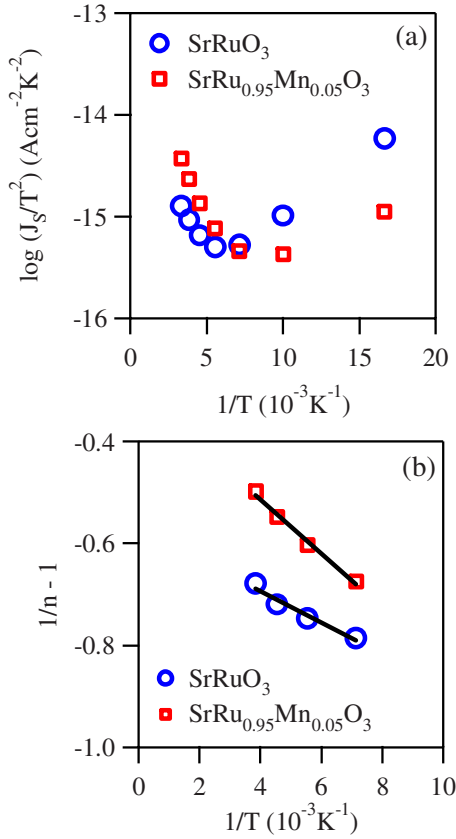 -13
(a)
SrRuO₃
SrRu₀.₉₅Mn₀.₀₅O₃
-14
-15
-16
log (J_S/T²) (Acm⁻²K⁻²)
0 5 10 15 20
1/T (10⁻³K⁻¹)
-0.4
(b)
-0.6
-0.8
-1.0
1/n - 1
SrRuO₃
SrRu₀.₉₅Mn₀.₀₅O₃
0 2 4 6 8 10
1/T (10⁻³K⁻¹)